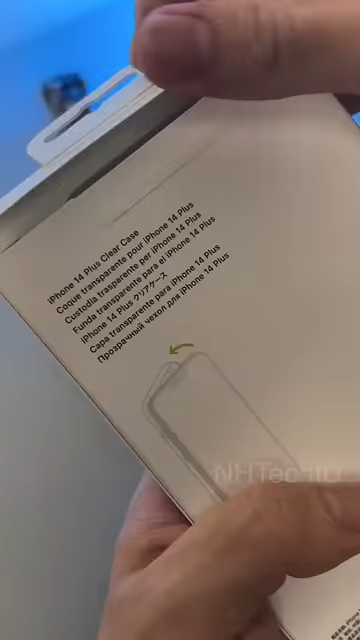 iPhone 14 Plus Clear Case
Coque transparente pour iPhone 14 Plus
Custodia trasparente per iPhone 14 Plus
Funda transparente para el iPhone 14 Plus
iPhone 14 Plus クリアケース
Capa transparente para iPhone 14 Plus
Прозрачный чехол для iPhone 14 Plus